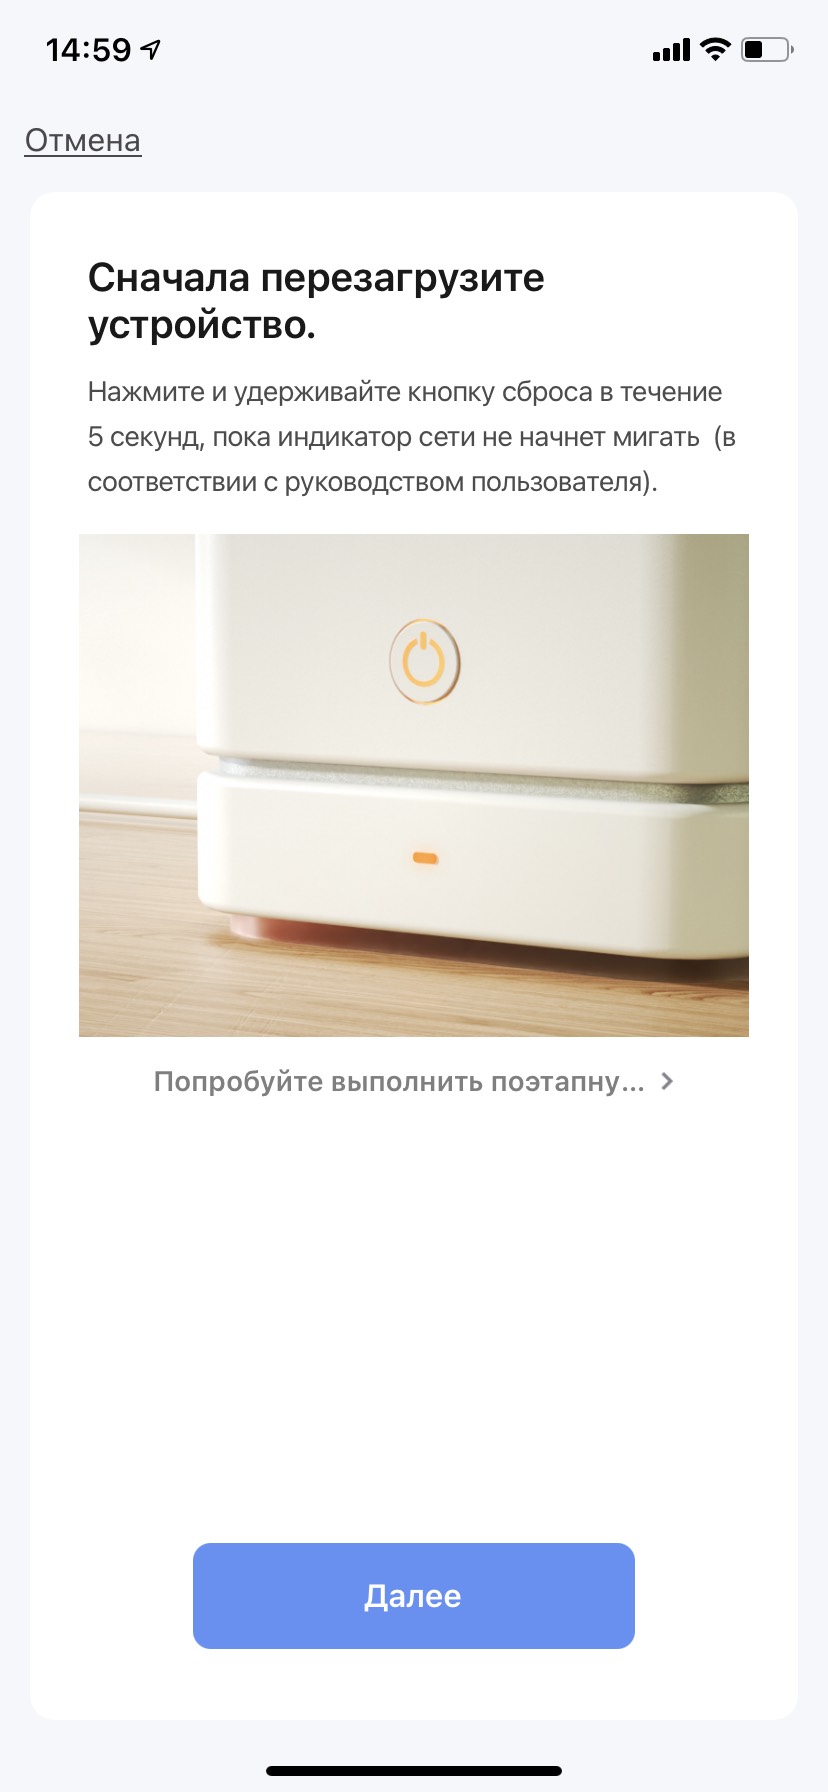 14:59
Отмена
Сначала перезагрузите
устройство.
Нажмите и удерживайте кнопку сброса в течение
5 секунд, пока индикатор сети не начнет мигать  (в
соответствии с руководством пользователя).
Попробуйте выполнить поэтапну...
Далее